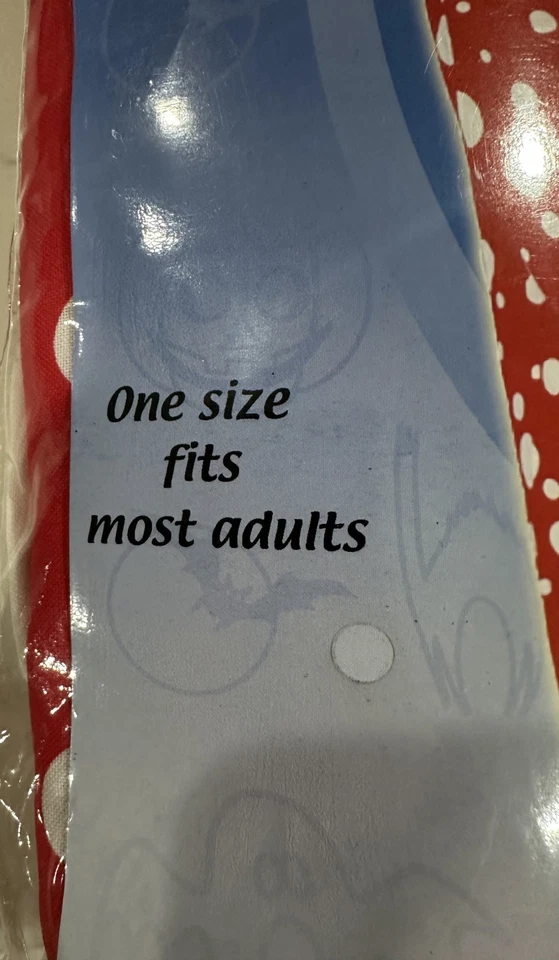 One size
fits
most adults